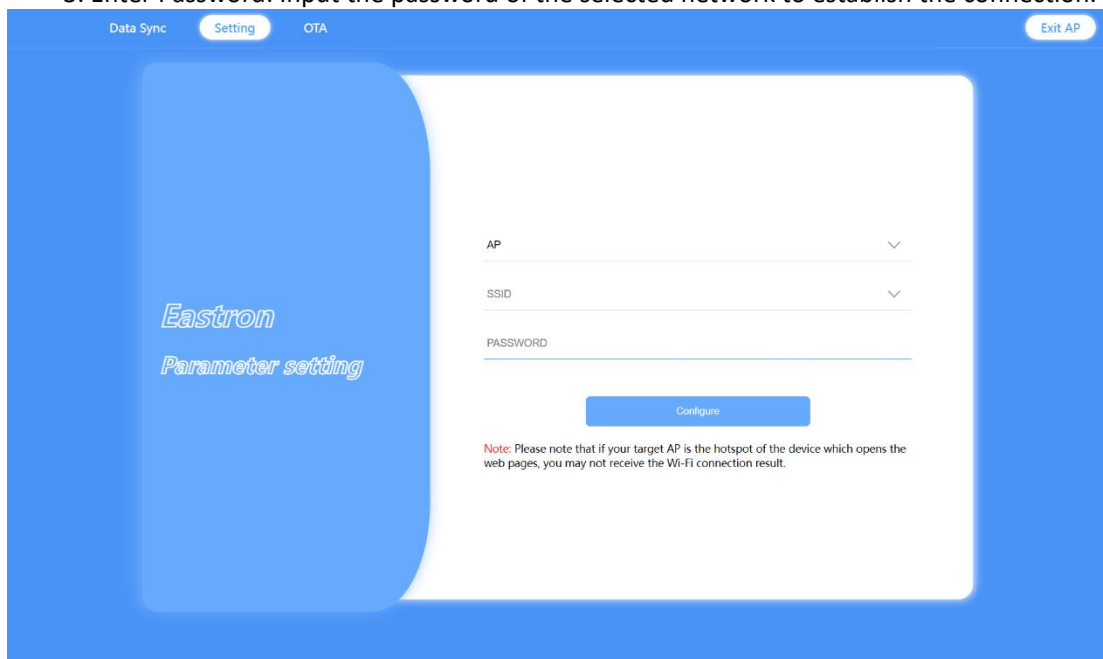 3. Enter Password: Input the password of the selected network to establish the connection.
Data Sync
Setting
OTA
Exit AP
Eastron
Parameter setting
AP
SSID
PASSWORD
Configure
Note: Please note that if your target AP is the hotspot of the device which opens the
web pages, you may not receive the Wi-Fi connection result.